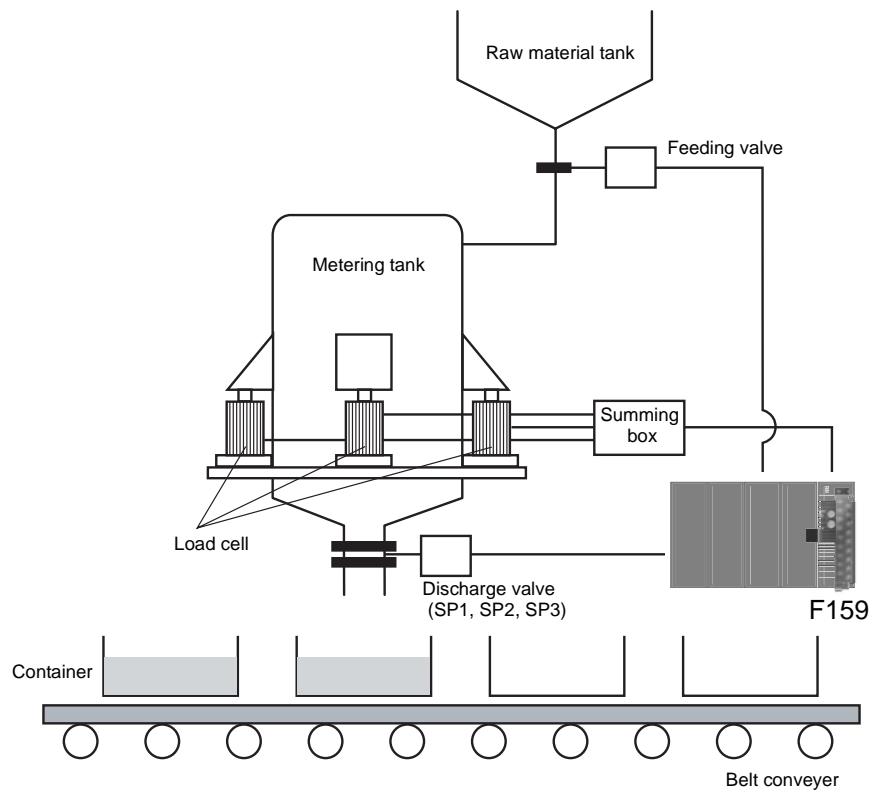 Raw material tank
Feeding valve
Metering tank
Summing
box
Load cell
Discharge valve
(SP1, SP2, SP3)
F159
Container
Belt conveyer